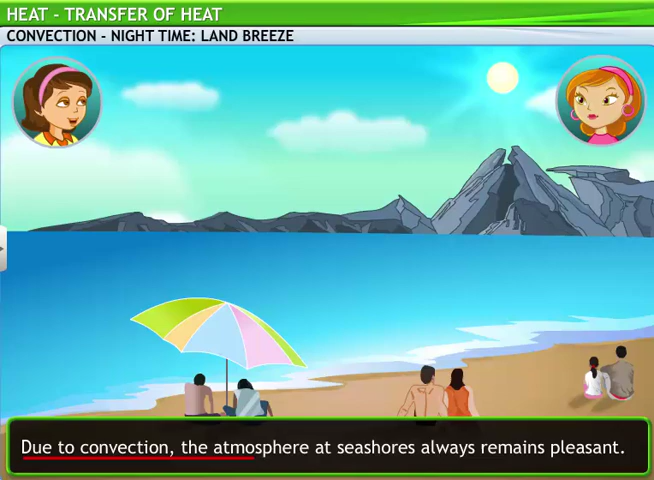 HEAT - TRANSFER OF HEAT
CONVECTION - NIGHT TIME: LAND BREEZE
Due to convection, the atmosphere at seashores always remains pleasant.